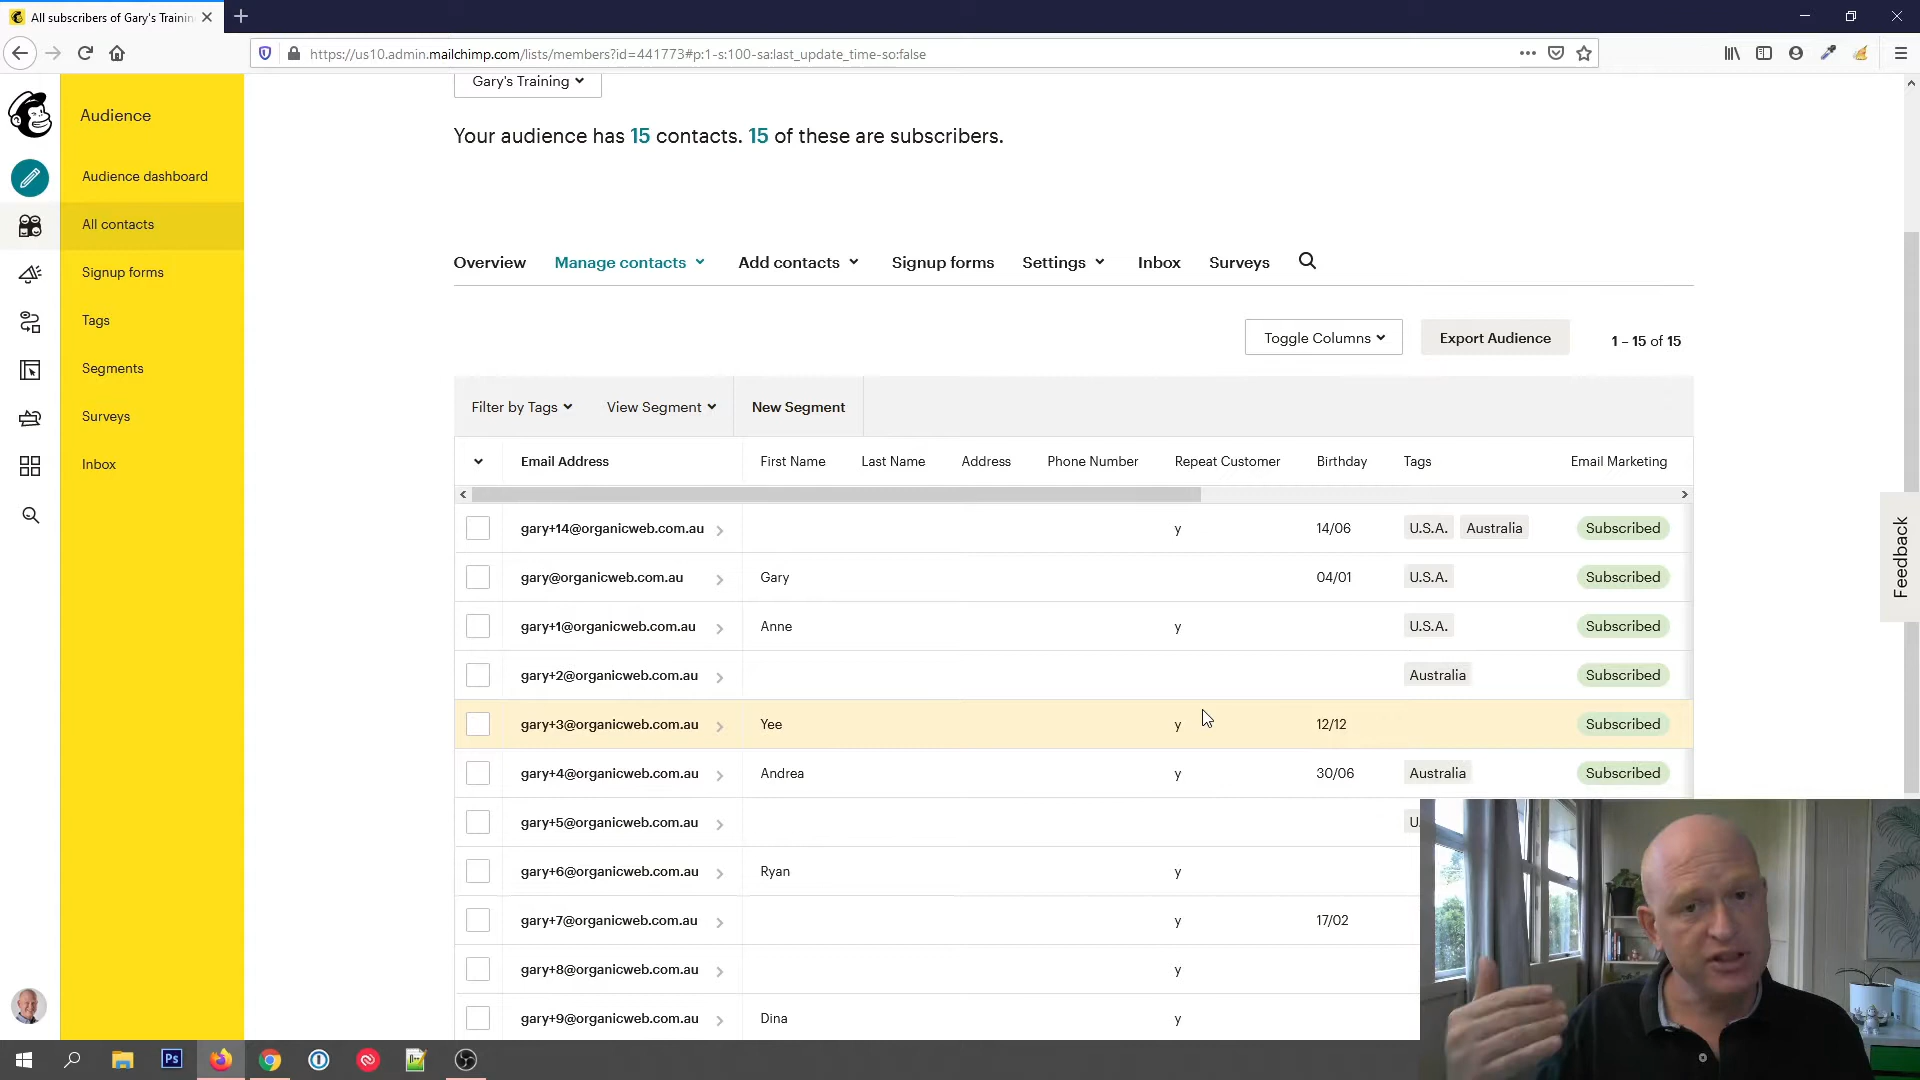 All subscribers of Gary's Trainin
https://us10.admin.mailchimp.com/lists/members?id=441773#p:1-s:100-sa:last_update_time-so:false
Audience
Audience dashboard
All contacts
Signup forms
Tags
Segments
Surveys
Inbox
Gary's Training
Your audience has 15 contacts. 15 of these are subscribers.
Overview Manage contacts Add contacts Signup forms Settings Inbox Surveys
Toggle Columns Export Audience 1 – 15 of 15
Filter by Tags View Segment New Segment
Email Address First Name Last Name Address Phone Number Repeat Customer Birthday Tags Email Marketing
gary+14@organicweb.com.au y 14/06 U.S.A. Australia Subscribed
gary@organicweb.com.au Gary 04/01 U.S.A. Subscribed
gary+1@organicweb.com.au Anne y U.S.A. Subscribed
gary+2@organicweb.com.au Australia Subscribed
gary+3@organicweb.com.au Yee y 12/12 Subscribed
gary+4@organicweb.com.au Andrea y 30/06 Australia Subscribed
gary+5@organicweb.com.au U.
gary+6@organicweb.com.au Ryan y
gary+7@organicweb.com.au y 17/02
gary+8@organicweb.com.au y
gary+9@organicweb.com.au Dina y
Feedback
Ps